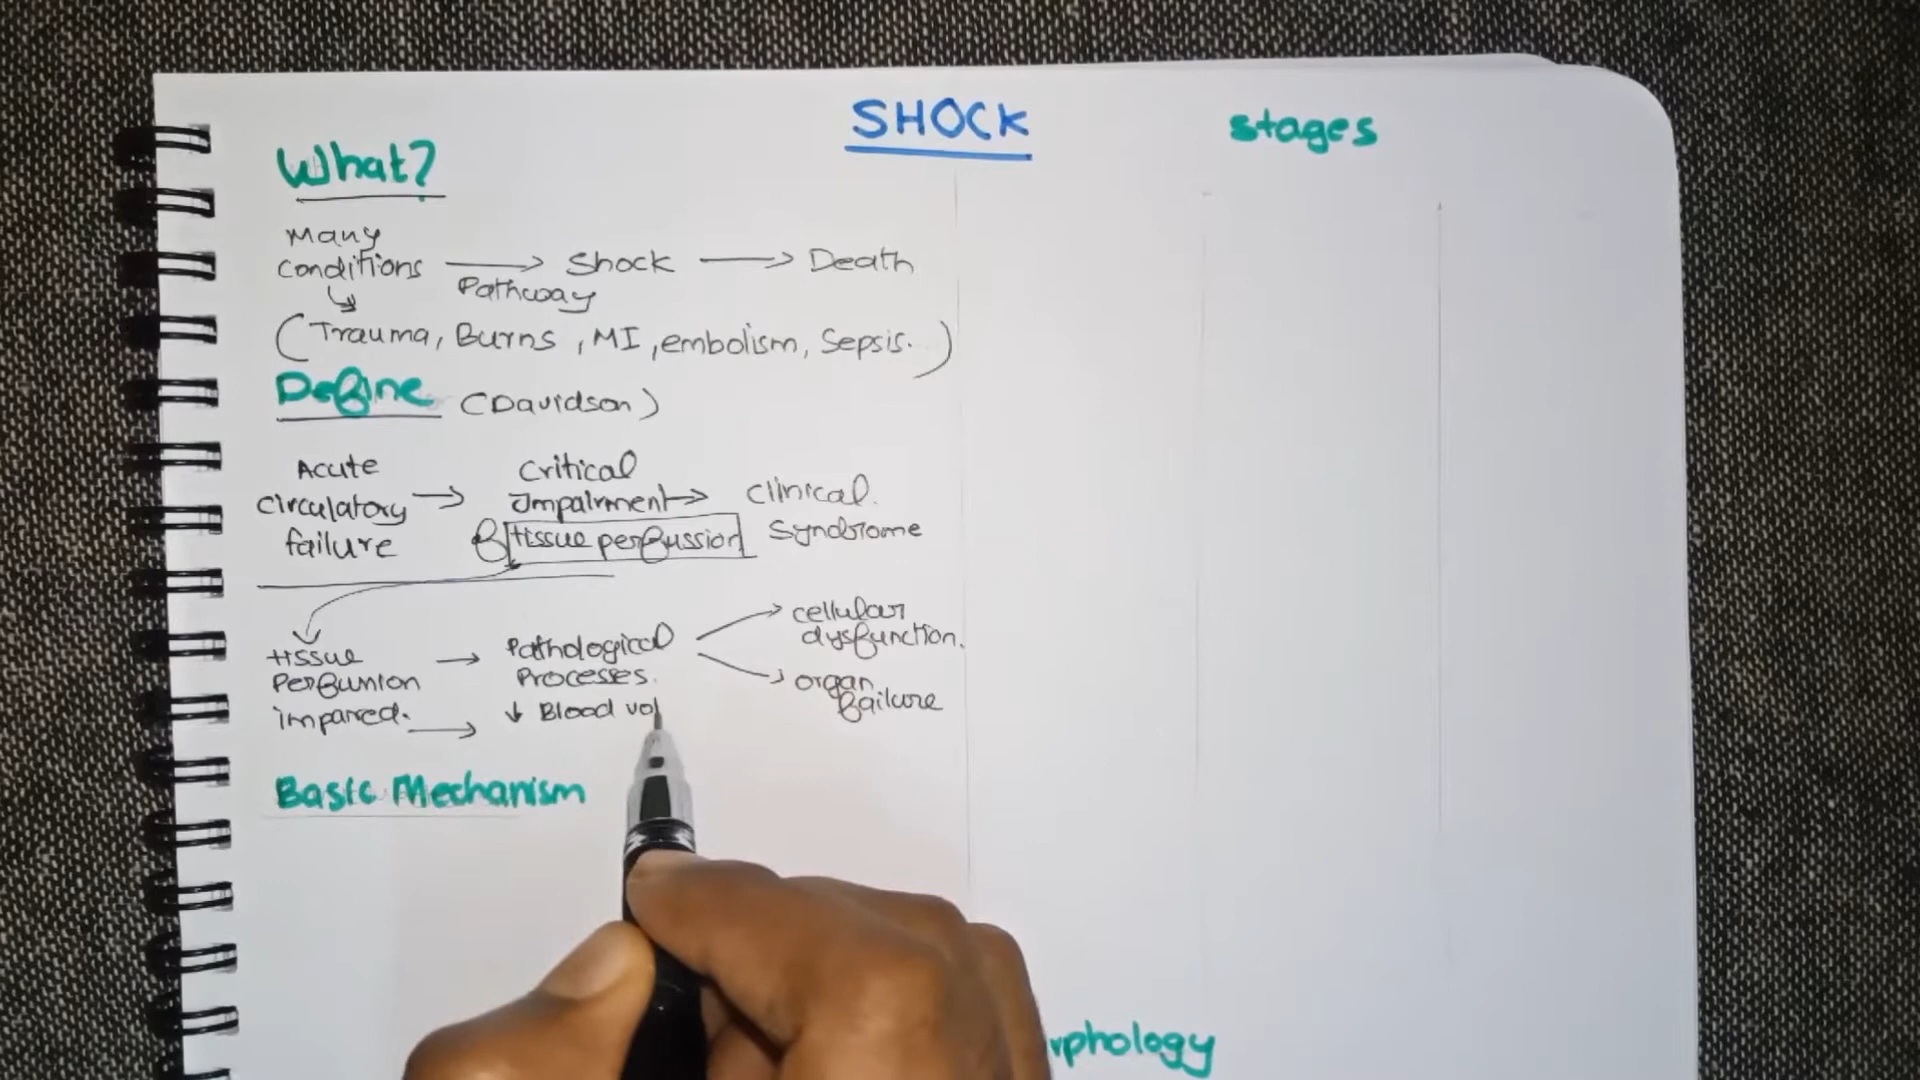 SHOCK
stages
What?
Many
conditions → Shock → Death
Pathway
(Trauma, Burns, MI, embolism, Sepsis.)
Define (Davidson)
Acute
circulatory
failure
→
Critical
Impairment →
of tissue perfussion
Clinical.
Syndrome
tissue
Perfunion
impared.
→
Pathological
Processes.
→ ↓ Blood vol
cellular
dysfunction.
organ
failure
Basic Mechanism
rphology